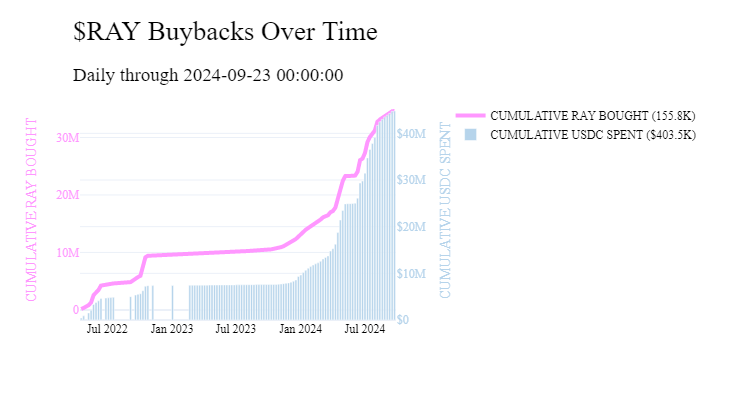 $RAY Buybacks Over Time
Daily through 2024-09-23 00:00:00
CUMULATIVE RAY BOUGHT
30M
20M
10M
0
Jul 2022
Jan 2023
Jul 2023
Jan 2024
Jul 2024
$40M
$30M
$20M
$10M
$0
CUMULATIVE USDC SPENT
CUMULATIVE RAY BOUGHT (155.8K)
CUMULATIVE USDC SPENT ($403.5K)